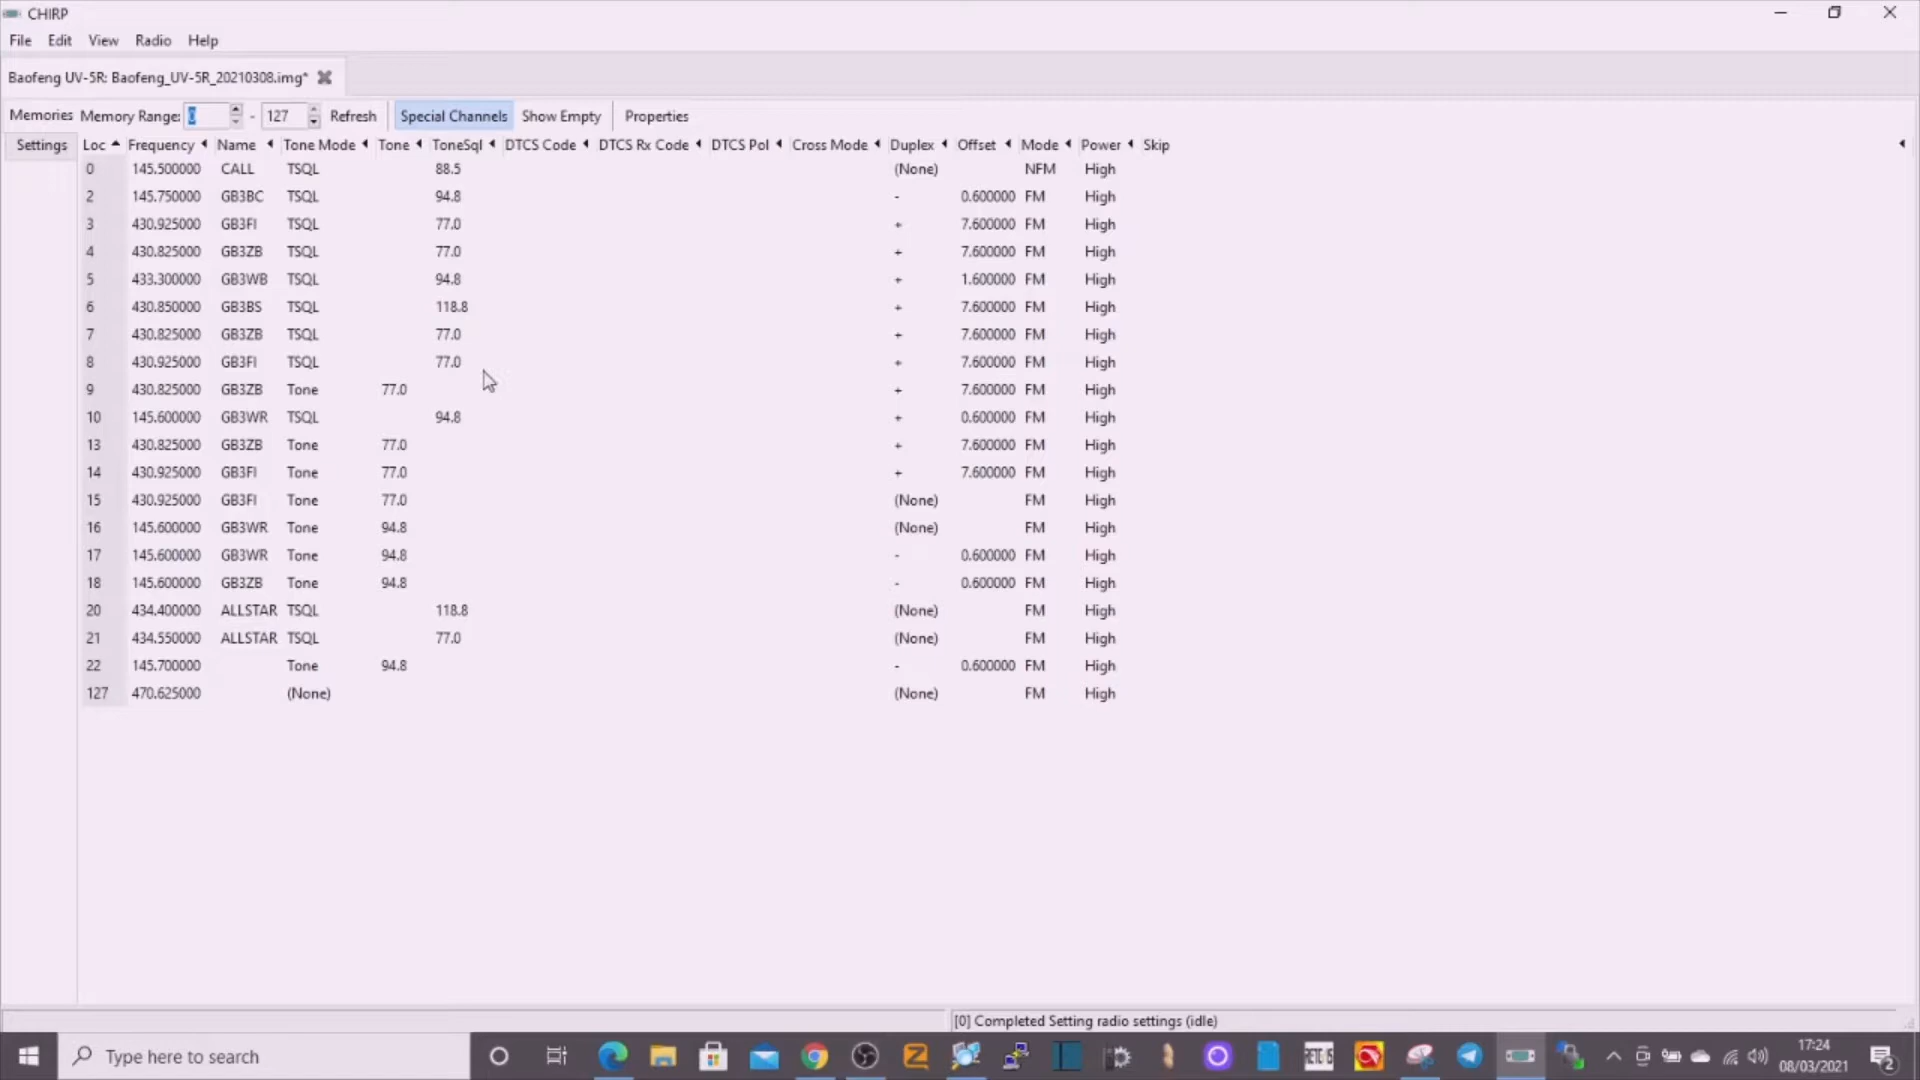 CHIRP
File Edit View Radio Help
Baofeng UV-5R: Baofeng_UV-5R_20210308.img*
Memories Memory Range: 0 - 127 Refresh Special Channels Show Empty Properties
Settings Loc Frequency Name Tone Mode Tone ToneSql DTCS Code DTCS Rx Code DTCS Pol Cross Mode Duplex Offset Mode Power Skip
0 145.500000 CALL TSQL 88.5 (None) NFM High
2 145.750000 GB3BC TSQL 94.8 - 0.600000 FM High
3 430.925000 GB3FI TSQL 77.0 + 7.600000 FM High
4 430.825000 GB3ZB TSQL 77.0 + 7.600000 FM High
5 433.300000 GB3WB TSQL 94.8 + 1.600000 FM High
6 430.850000 GB3BS TSQL 118.8 + 7.600000 FM High
7 430.825000 GB3ZB TSQL 77.0 + 7.600000 FM High
8 430.925000 GB3FI TSQL 77.0 + 7.600000 FM High
9 430.825000 GB3ZB Tone 77.0 + 7.600000 FM High
10 145.600000 GB3WR TSQL 94.8 + 0.600000 FM High
13 430.825000 GB3ZB Tone 77.0 + 7.600000 FM High
14 430.925000 GB3FI Tone 77.0 + 7.600000 FM High
15 430.925000 GB3FI Tone 77.0 (None) FM High
16 145.600000 GB3WR Tone 94.8 (None) FM High
17 145.600000 GB3WR Tone 94.8 - 0.600000 FM High
18 145.600000 GB3ZB Tone 94.8 - 0.600000 FM High
20 434.400000 ALLSTAR TSQL 118.8 (None) FM High
21 434.550000 ALLSTAR TSQL 77.0 (None) FM High
22 145.700000 Tone 94.8 - 0.600000 FM High
127 470.625000 (None) (None) FM High
[0] Completed Setting radio settings (idle)
Type here to search
RETEVIS
17:24
08/03/2021
2